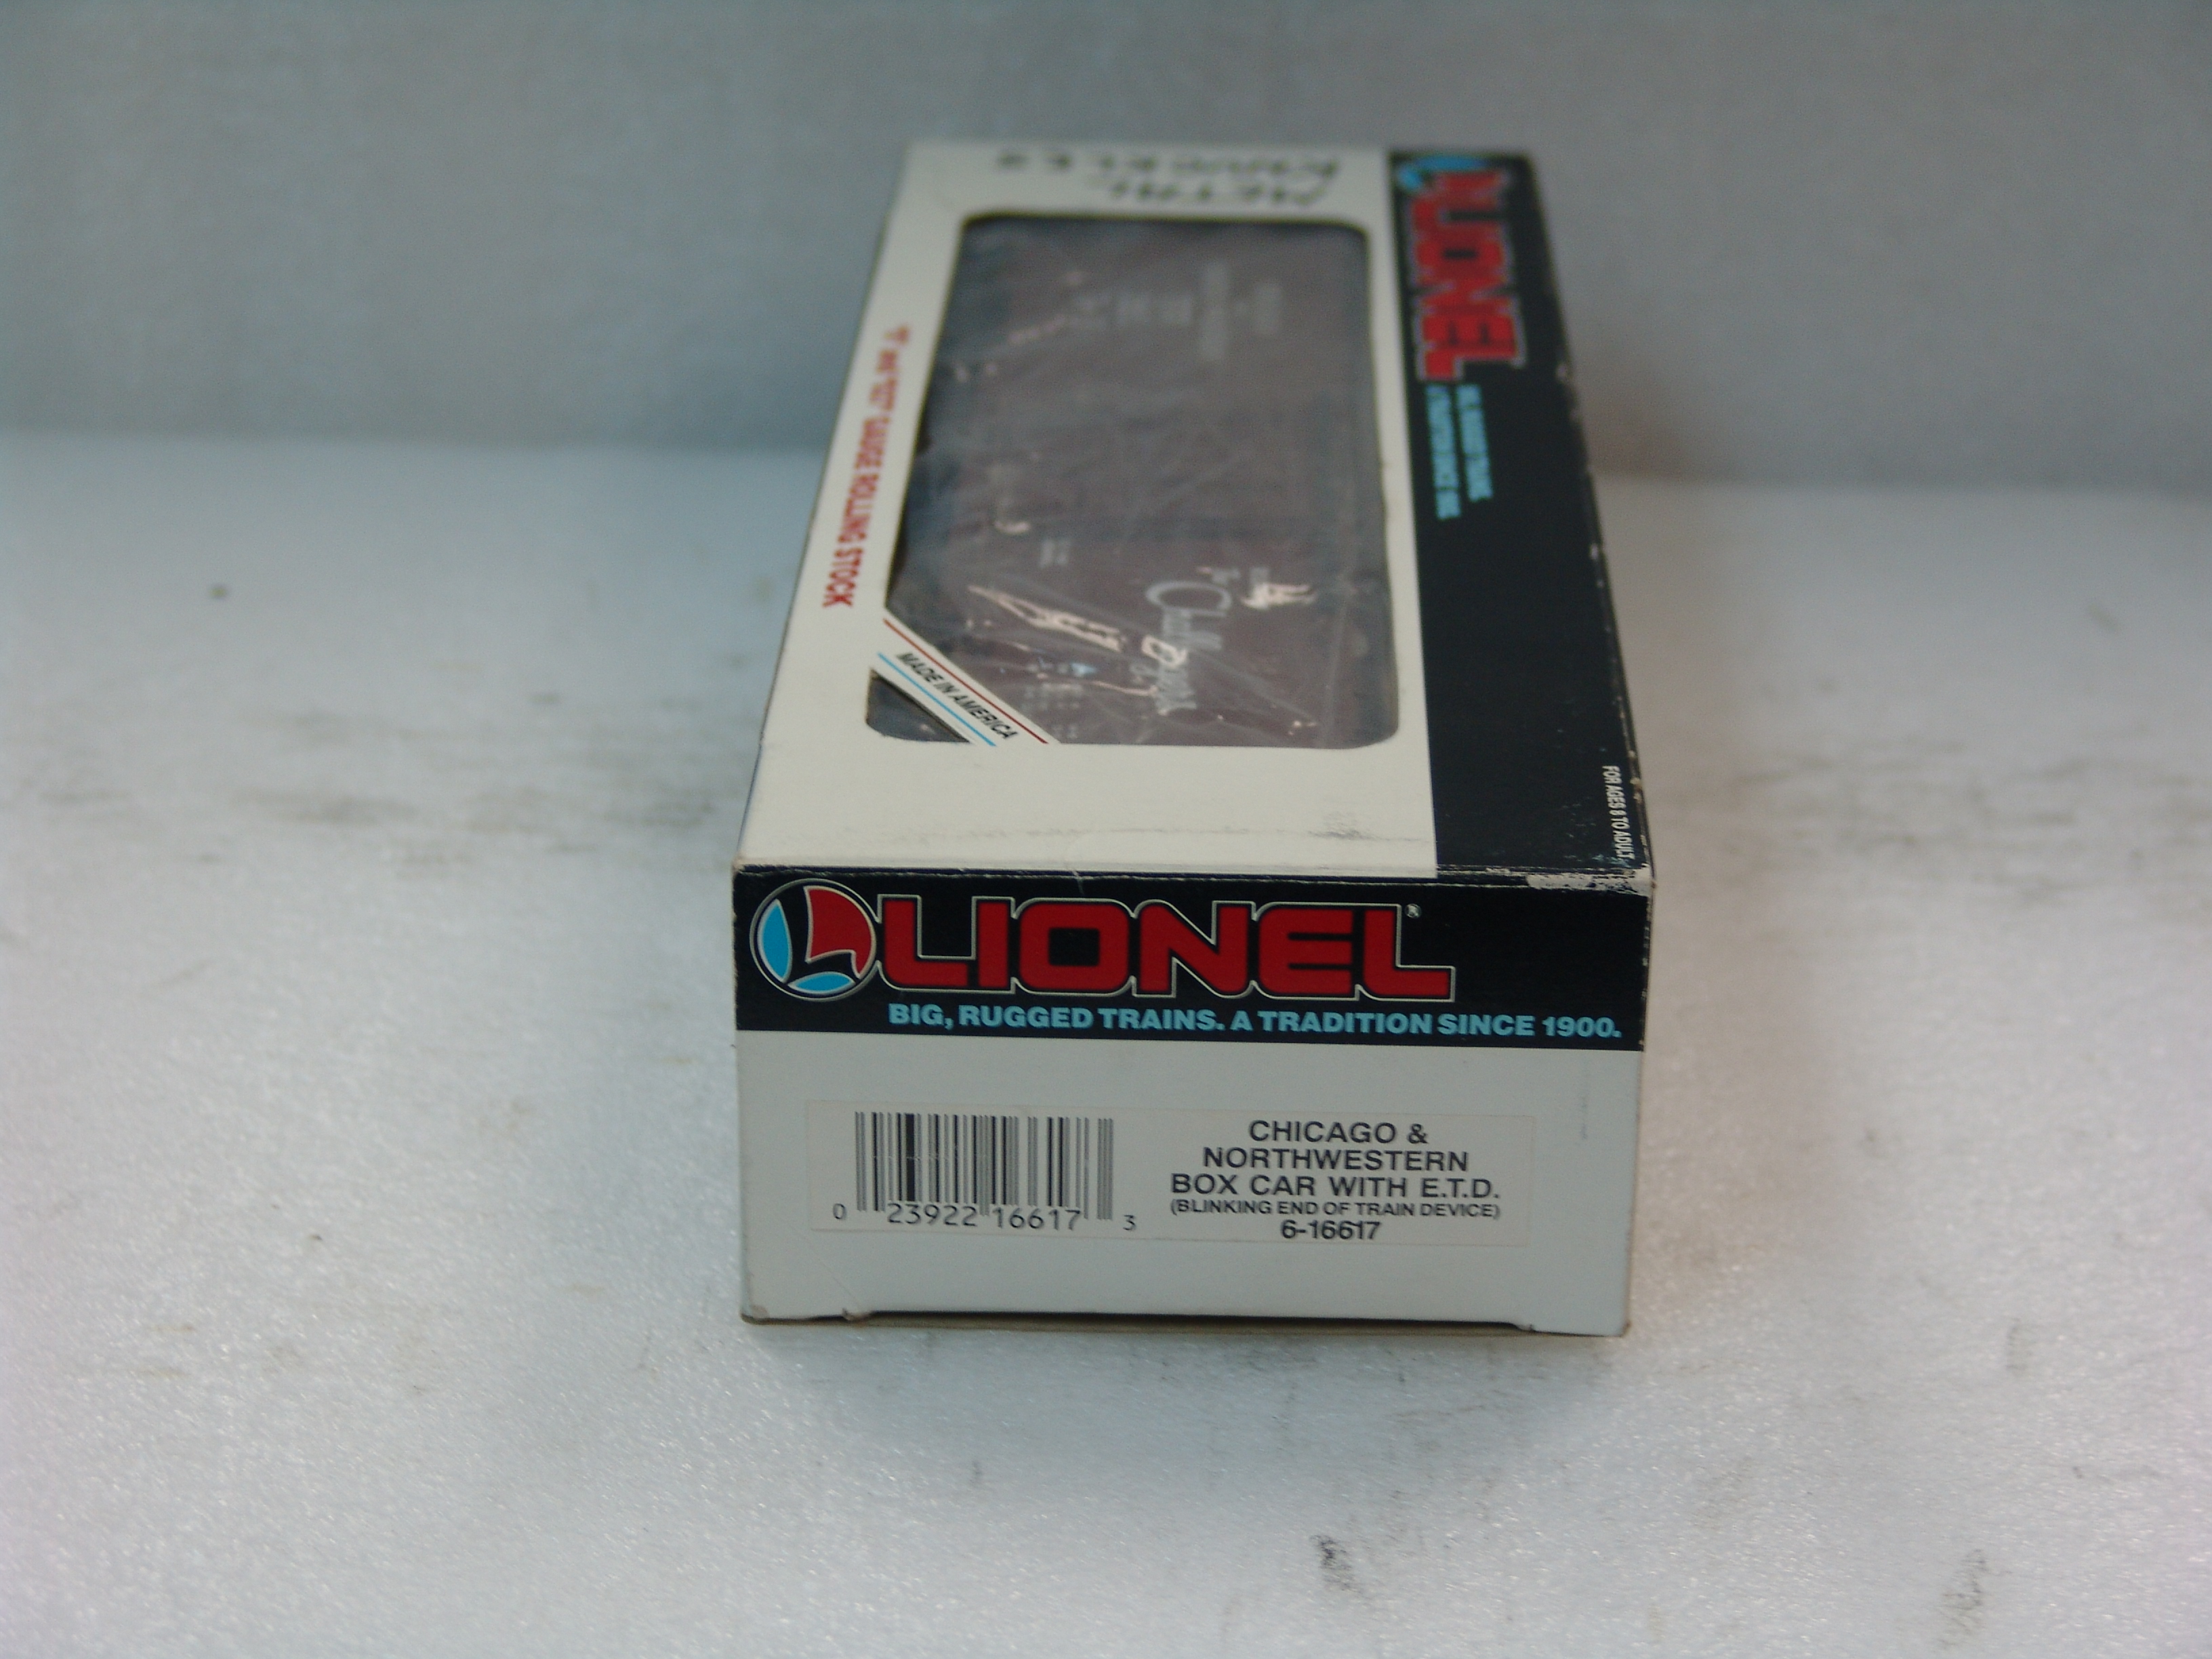 METAL
LIONEL
"O" and "O27" GAUGE ROLLING STOCK
MADE IN AMERICA
FOR AGES 8 TO ADULT
LIONEL®
BIG, RUGGED TRAINS. A TRADITION SINCE 1900.
CHICAGO &
NORTHWESTERN
BOX CAR WITH E.T.D.
(BLINKING END OF TRAIN DEVICE)
6-16617
0 23922 16617 3